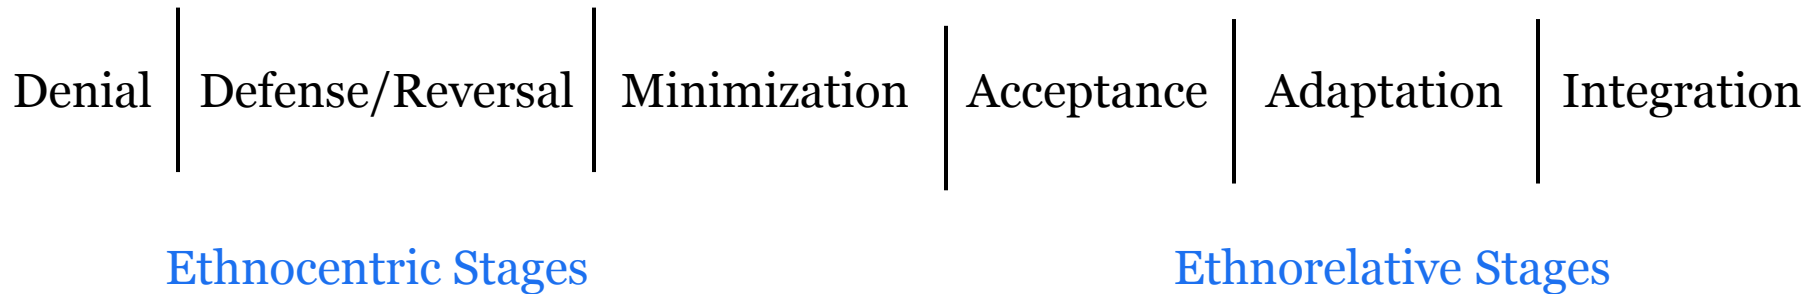 Denial Defense/Reversal Minimization Acceptance Adaptation Integration
Ethnocentric Stages Ethnorelative Stages